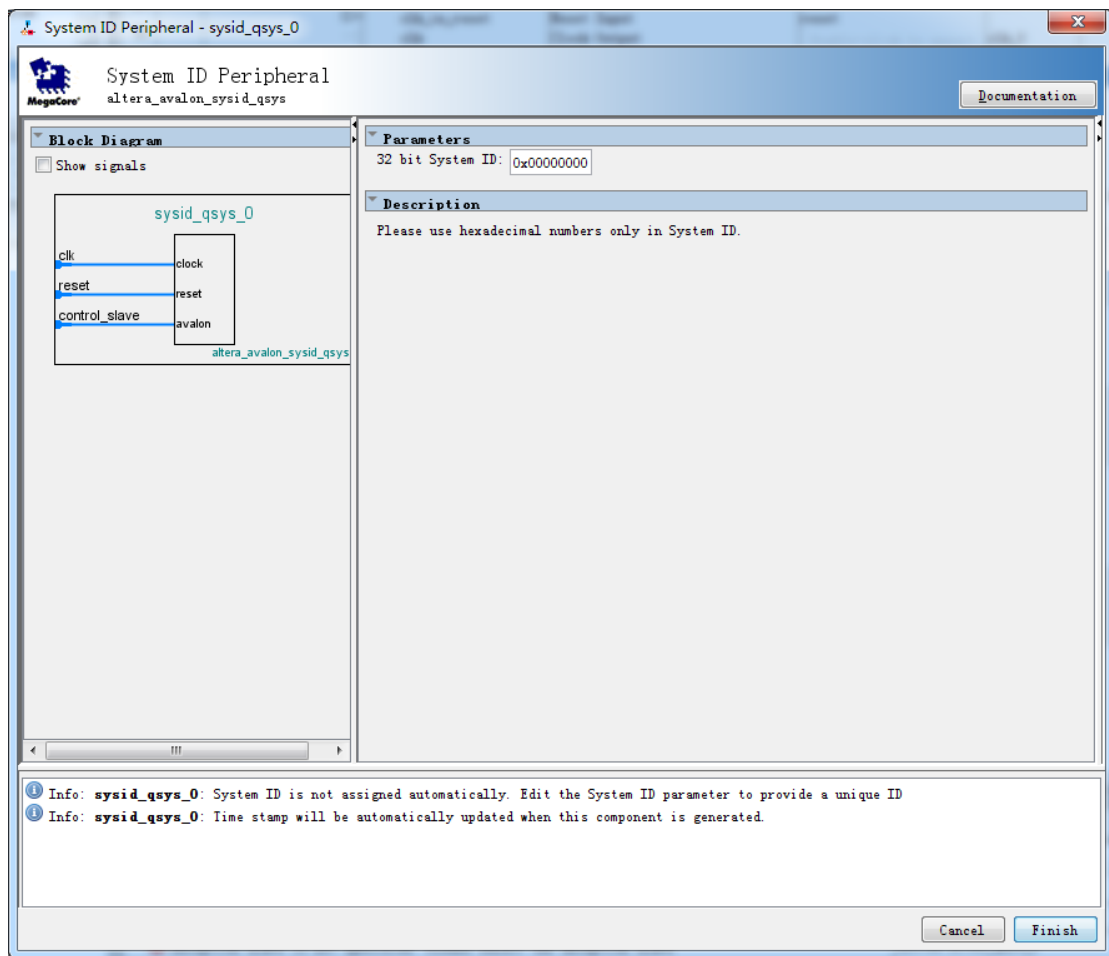 System ID Peripheral - sysid_qsys_0
System ID Peripheral
MegaCore'
altera_avalon_sysid_qsys
Documentation
Block Diagram
Show signals
sysid_qsys_0
clk
clock
reset
reset
control_slave
avalon
altera_avalon_sysid_qsys
Parameters
32 bit System ID: 0x00000000
Description
Please use hexadecimal numbers only in System ID.
Info: sysid_qsys_0: System ID is not assigned automatically. Edit the System ID parameter to provide a unique ID
Info: sysid_qsys_0: Time stamp will be automatically updated when this component is generated.
Cancel
Finish